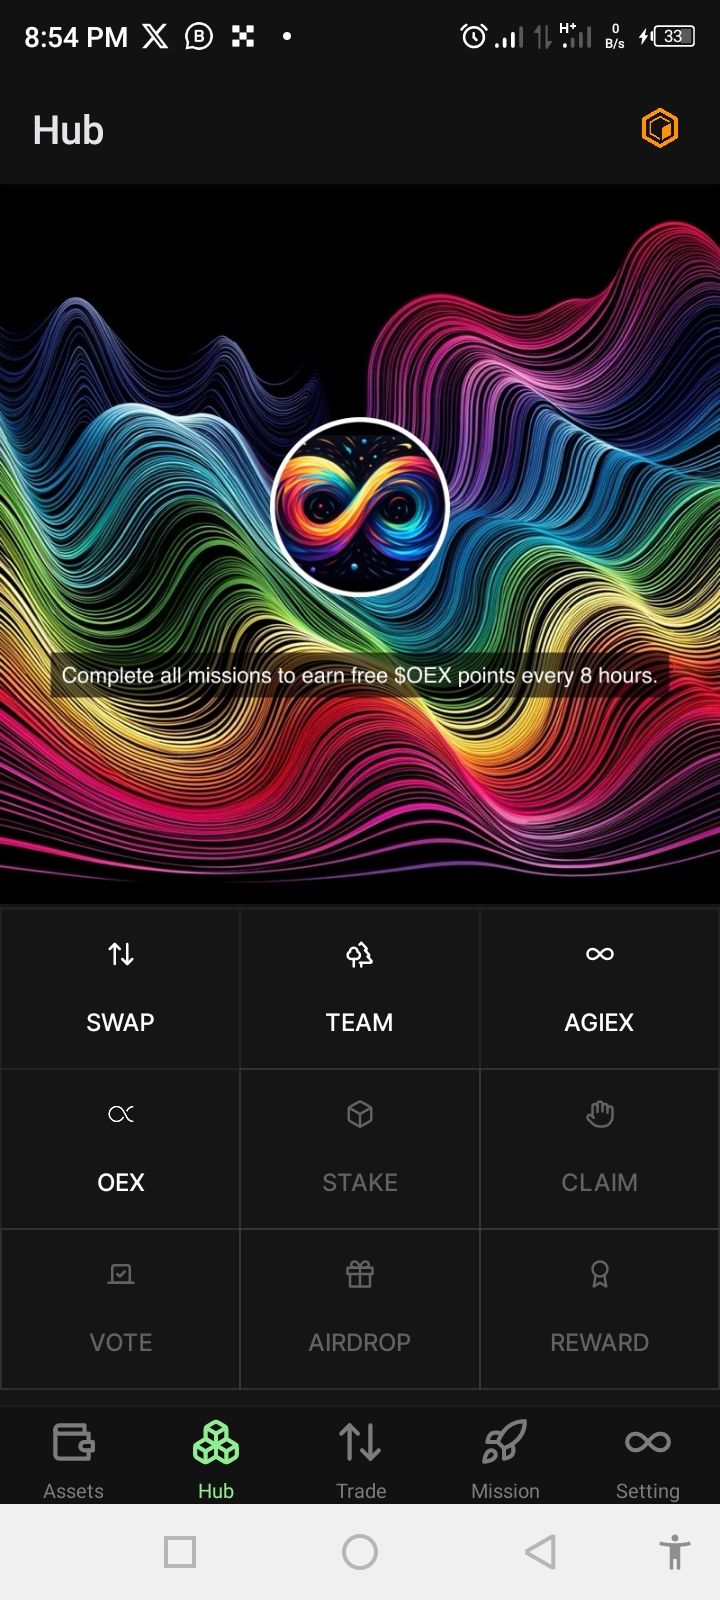 8:54 PM
H+
0
B/s
33
Hub
Complete all missions to earn free $OEX points every 8 hours.
SWAP
TEAM
AGIEX
OEX
STAKE
CLAIM
VOTE
AIRDROP
REWARD
Assets
Hub
Trade
Mission
Setting